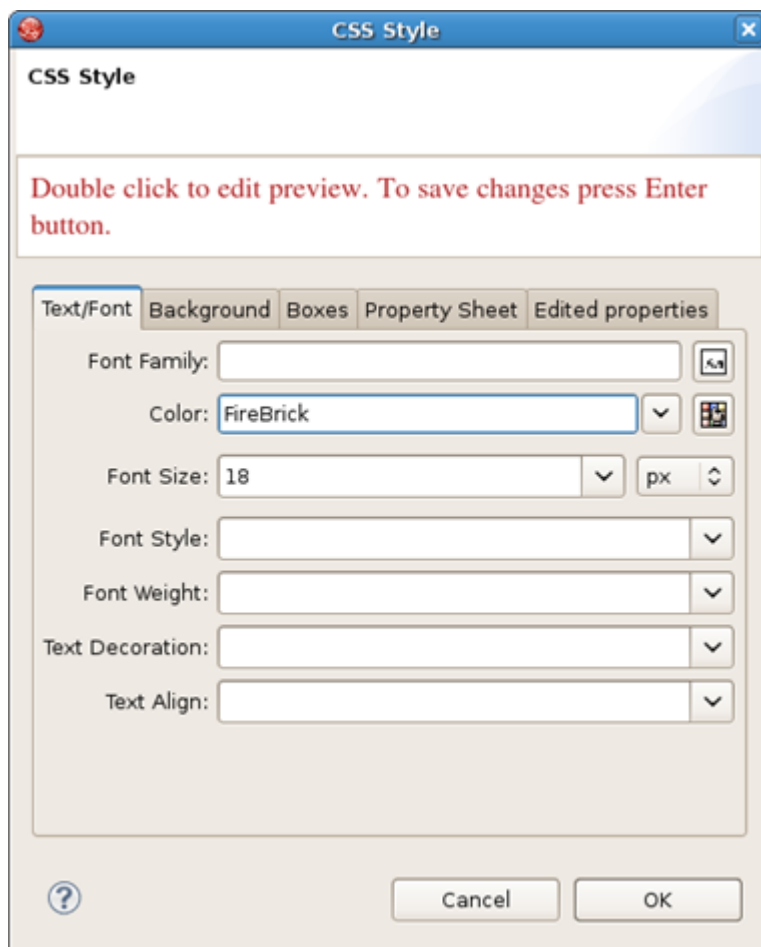 CSS Style
CSS Style
Double click to edit preview. To save changes press Enter
button.
Text/Font Background Boxes Property Sheet Edited properties
Font Family:
Color: FireBrick
Font Size: 18 px
Font Style:
Font Weight:
Text Decoration:
Text Align:
Cancel OK